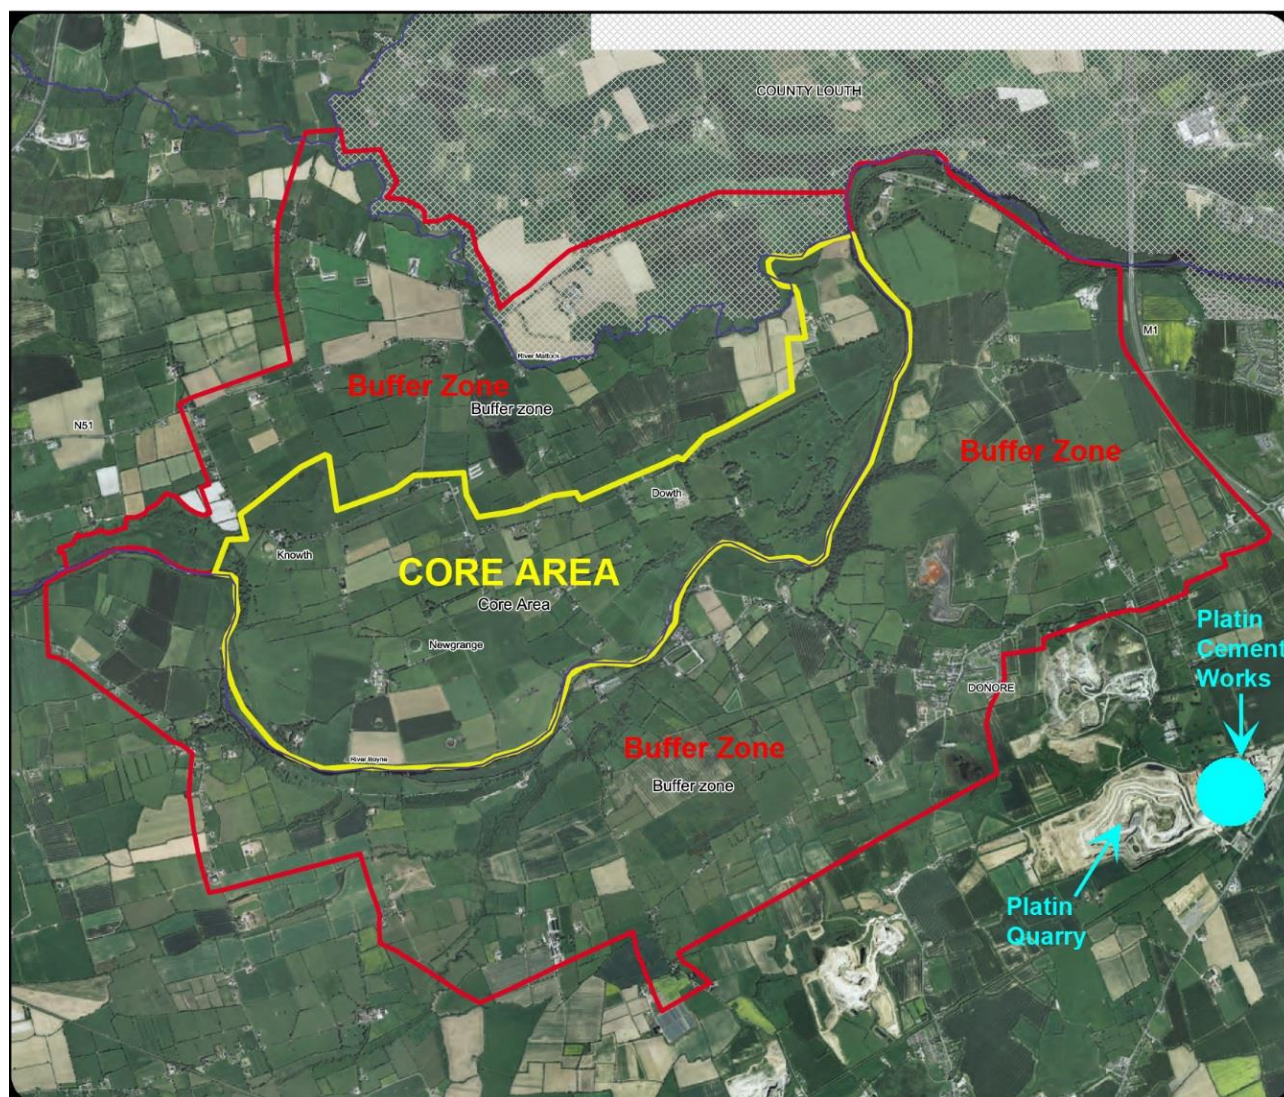 COUNTY LOUTH
M1
River Mattock
Buffer Zone
Buffer zone
N51
Buffer Zone
Dowth
Knowth
CORE AREA
Core Area
Newgrange
Platin
Cement
Works
DONORE
Buffer Zone
River Boyne
Buffer zone
Platin
Quarry